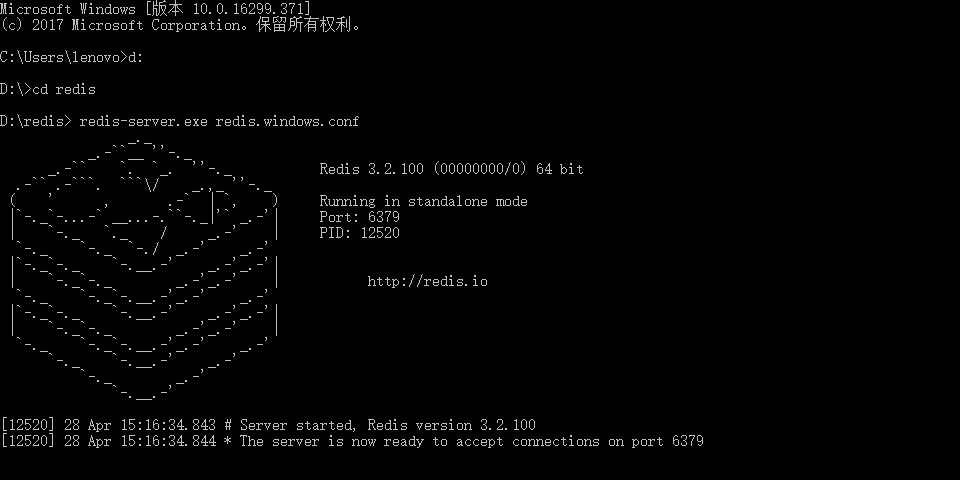 Microsoft Windows [版本 10.0.16299.371]
(c) 2017 Microsoft Corporation。保留所有权利。
C:\Users\lenovo>d:
D:\>cd redis
D:\redis> redis-server.exe redis.windows.conf
Redis 3.2.100 (00000000/0) 64 bit
Running in standalone mode
Port: 6379
PID: 12520
http://redis.io
[12520] 28 Apr 15:16:34.843 # Server started, Redis version 3.2.100
[12520] 28 Apr 15:16:34.844 * The server is now ready to accept connections on port 6379